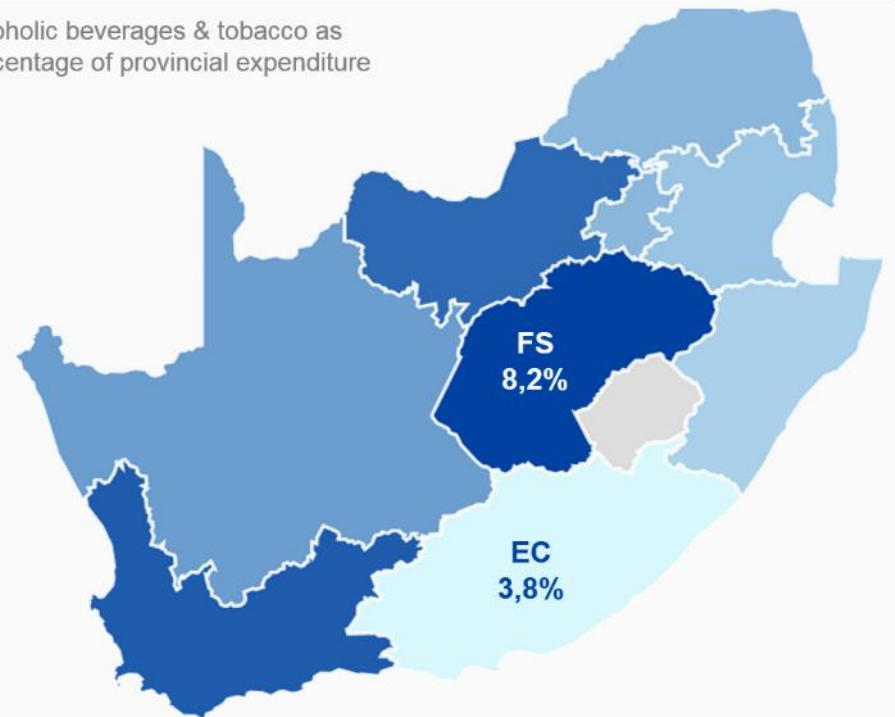 oholic beverages & tobacco as
centage of provincial expenditure
FS
8,2%
EC
3,8%